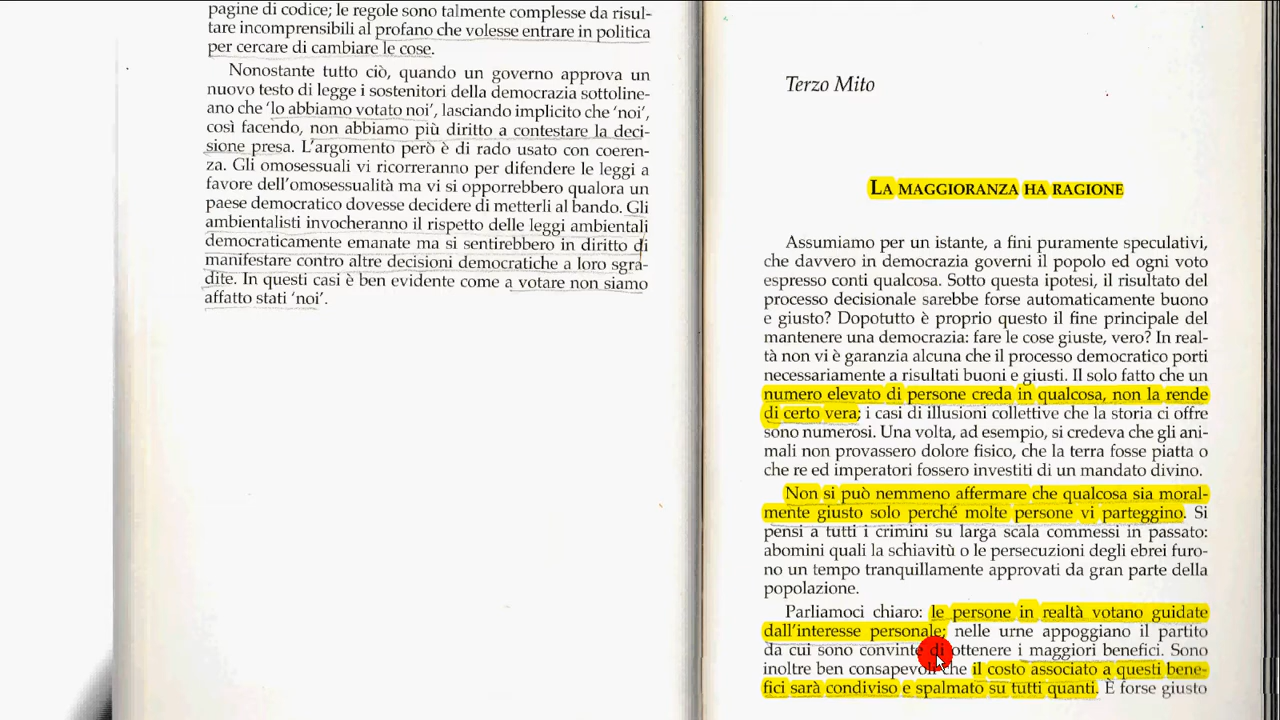 pagine di codice; le regole sono talmente complesse da risul-
tare incomprensibili al profano che volesse entrare in politica
per cercare di cambiare le cose.
Nonostante tutto ciò, quando un governo approva un
nuovo testo di legge i sostenitori della democrazia sottoline-
ano che ‘lo abbiamo votato noi’, lasciando implicito che ‘noi’,
così facendo, non abbiamo più diritto a contestare la deci-
sione presa. L’argomento però è di rado usato con coeren-
za. Gli omosessuali vi ricorreranno per difendere le leggi a
favore dell’omosessualità ma vi si opporrebbero qualora un
paese democratico dovesse decidere di metterli al bando. Gli
ambientalisti invocheranno il rispetto delle leggi ambientali
democraticamente emanate ma si sentirebbero in diritto di
manifestare contro altre decisioni democratiche a loro sgra-
dite. In questi casi è ben evidente come a votare non siamo
affatto stati ‘noi’.
Terzo Mito
LA MAGGIORANZA HA RAGIONE
Assumiamo per un istante, a fini puramente speculativi,
che davvero in democrazia governi il popolo ed ogni voto
espresso conti qualcosa. Sotto questa ipotesi, il risultato del
processo decisionale sarebbe forse automaticamente buono
e giusto? Dopotutto è proprio questo il fine principale del
mantenere una democrazia: fare le cose giuste, vero? In real-
tà non vi è garanzia alcuna che il processo democratico porti
necessariamente a risultati buoni e giusti. Il solo fatto che un
numero elevato di persone creda in qualcosa, non la rende
di certo vera; i casi di illusioni collettive che la storia ci offre
sono numerosi. Una volta, ad esempio, si credeva che gli ani-
mali non provassero dolore fisico, che la terra fosse piatta o
che re ed imperatori fossero investiti di un mandato divino.
Non si può nemmeno affermare che qualcosa sia moral-
mente giusto solo perché molte persone vi parteggino. Si
pensi a tutti i crimini su larga scala commessi in passato:
abomini quali la schiavitù o le persecuzioni degli ebrei furo-
no un tempo tranquillamente approvati da gran parte della
popolazione.
Parliamoci chiaro: le persone in realtà votano guidate
dall’interesse personale; nelle urne appoggiano il partito
da cui sono convinte di ottenere i maggiori benefici. Sono
inoltre ben consapevoli che il costo associato a questi bene-
fici sarà condiviso e spalmato su tutti quanti. È forse giusto